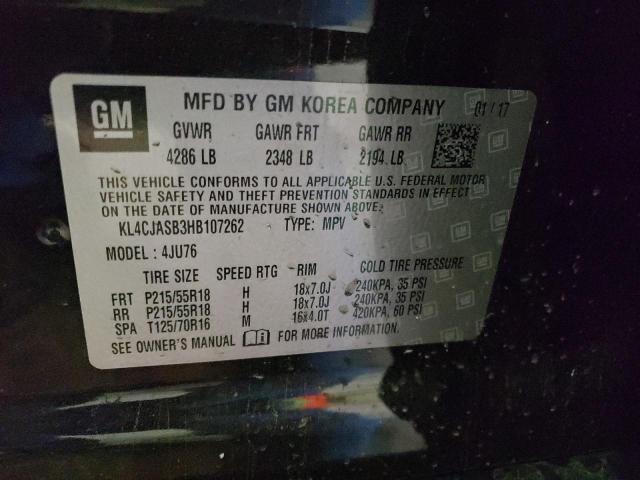 GM
MFD BY GM KOREA COMPANY 01/17
GVWR GAWR FRT GAWR RR
4286 LB 2348 LB 2194 LB
THIS VEHICLE CONFORMS TO ALL APPLICABLE U.S. FEDERAL MOTOR
VEHICLE SAFETY AND THEFT PREVENTION STANDARDS IN EFFECT
ON THE DATE OF MANUFACTURE SHOWN ABOVE.
KL4CJASB3HB107262 TYPE: MPV
MODEL: 4JU76
TIRE SIZE SPEED RTG RIM COLD TIRE PRESSURE
FRT P215/55R18 H 18x7.0J 240KPA, 35 PSI
RR P215/55R18 H 18x7.0J 240KPA, 35 PSI
SPA T125/70R16 M 16x4.0T 420KPA, 60 PSI
SEE OWNER'S MANUAL FOR MORE INFORMATION.